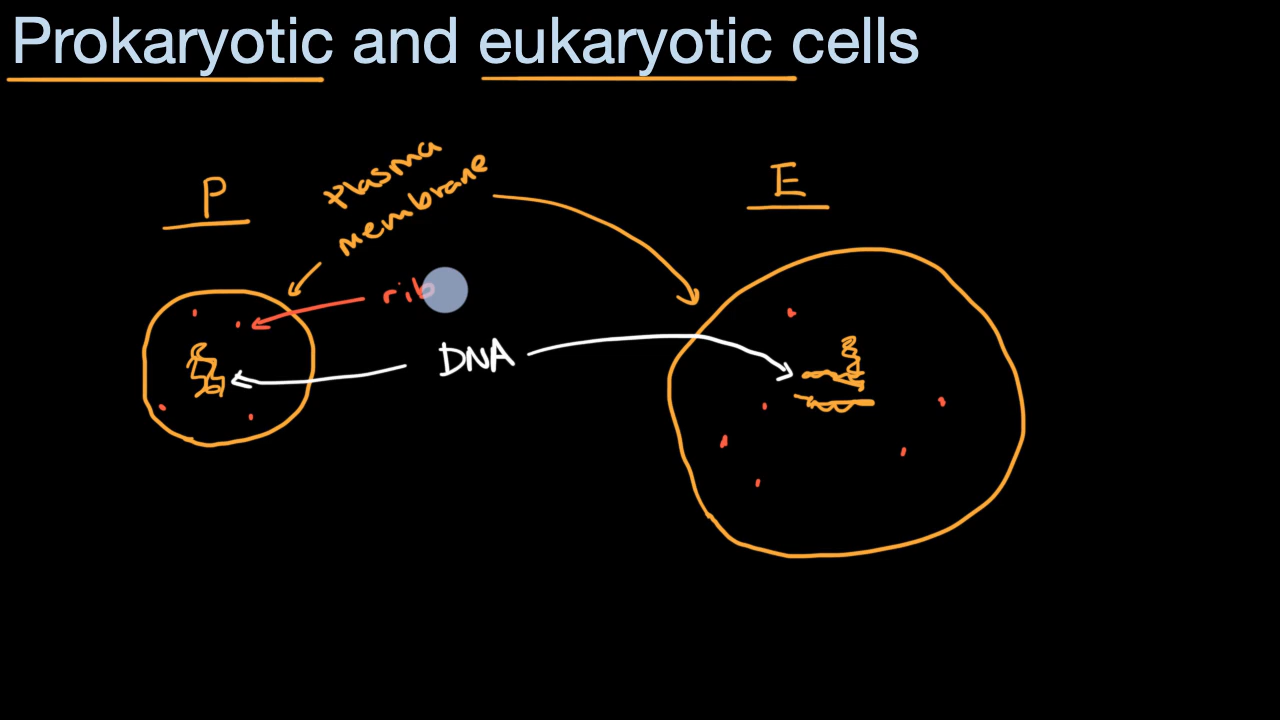 Prokaryotic and eukaryotic cells
P
plasma
membrane
E
rib
DNA